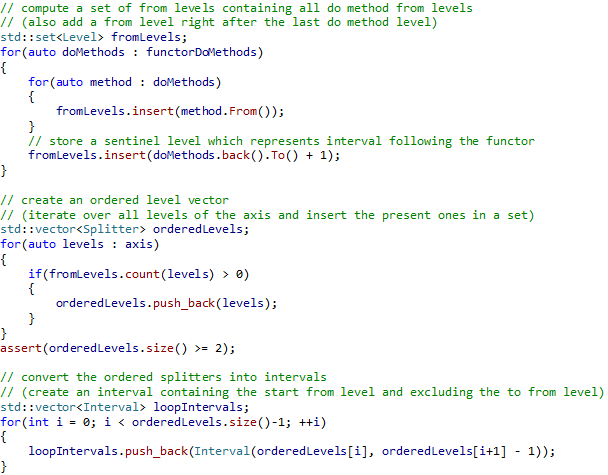 // compute a set of from levels containing all do method from levels
// (also add a from level right after the last do method level)
std::set<Level> fromLevels;
for(auto doMethods : functorDoMethods)
{
    for(auto method : doMethods)
    {
        fromLevels.insert(method.From());
    }
    // store a sentinel level which represents interval following the functor
    fromLevels.insert(doMethods.back().To() + 1);
}

// create an ordered level vector
// (iterate over all levels of the axis and insert the present ones in a set)
std::vector<Splitter> orderedLevels;
for(auto levels : axis)
{
    if(fromLevels.count(levels) > 0)
    {
        orderedLevels.push_back(levels);
    }
}
assert(orderedLevels.size() >= 2);

// convert the ordered splitters into intervals
// (create an interval containing the start from level and excluding the to from level)
std::vector<Interval> loopIntervals;
for(int i = 0; i < orderedLevels.size()-1; ++i)
{
    loopIntervals.push_back(Interval(orderedLevels[i], orderedLevels[i+1] - 1));
}